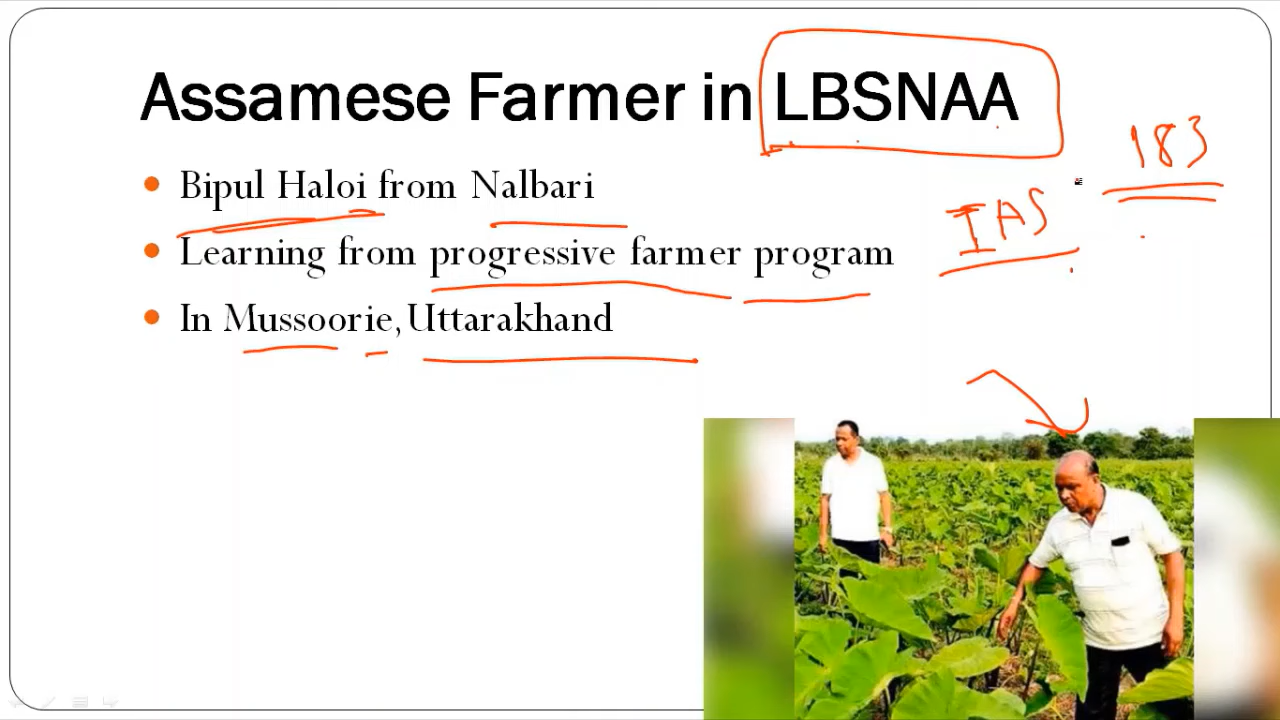 Assamese Farmer in LBSNAA
183
Bipul Haloi from Nalbari
IAS
Learning from progressive farmer program
In Mussoorie, Uttarakhand